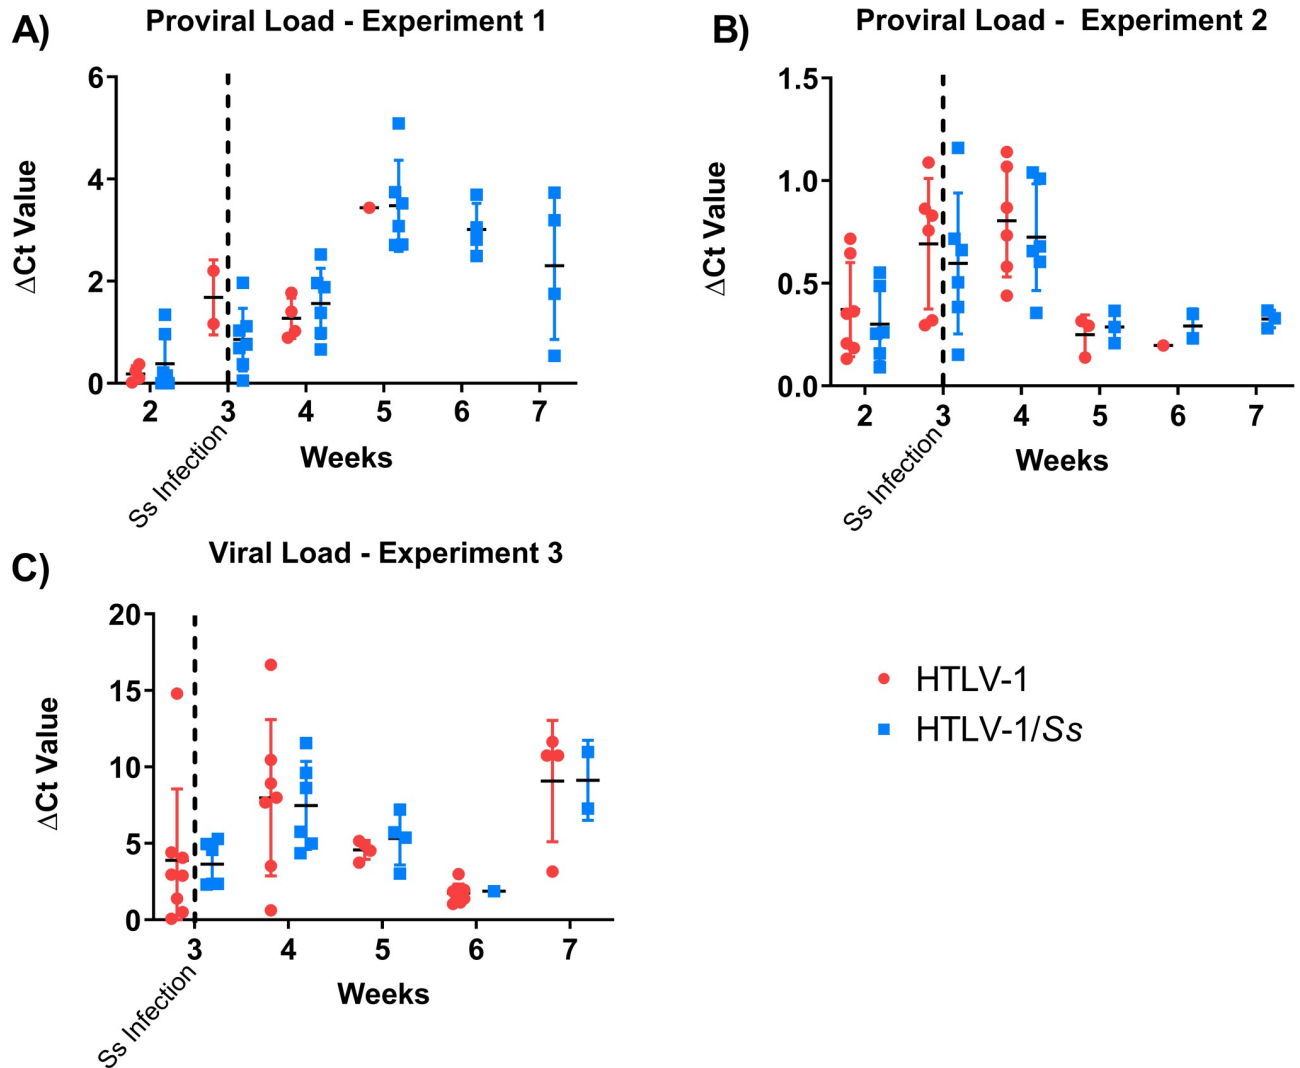 A)
Proviral Load - Experiment 1
ΔCt Value
6
4
2
0
2 3 4 5 6 7
Ss Infection
Weeks
B)
Proviral Load - Experiment 2
ΔCt Value
1.5
1.0
0.5
0.0
2 3 4 5 6 7
Ss Infection
Weeks
C)
Viral Load - Experiment 3
ΔCt Value
20
15
10
5
0
3 4 5 6 7
Ss Infection
Weeks
HTLV-1
HTLV-1/Ss